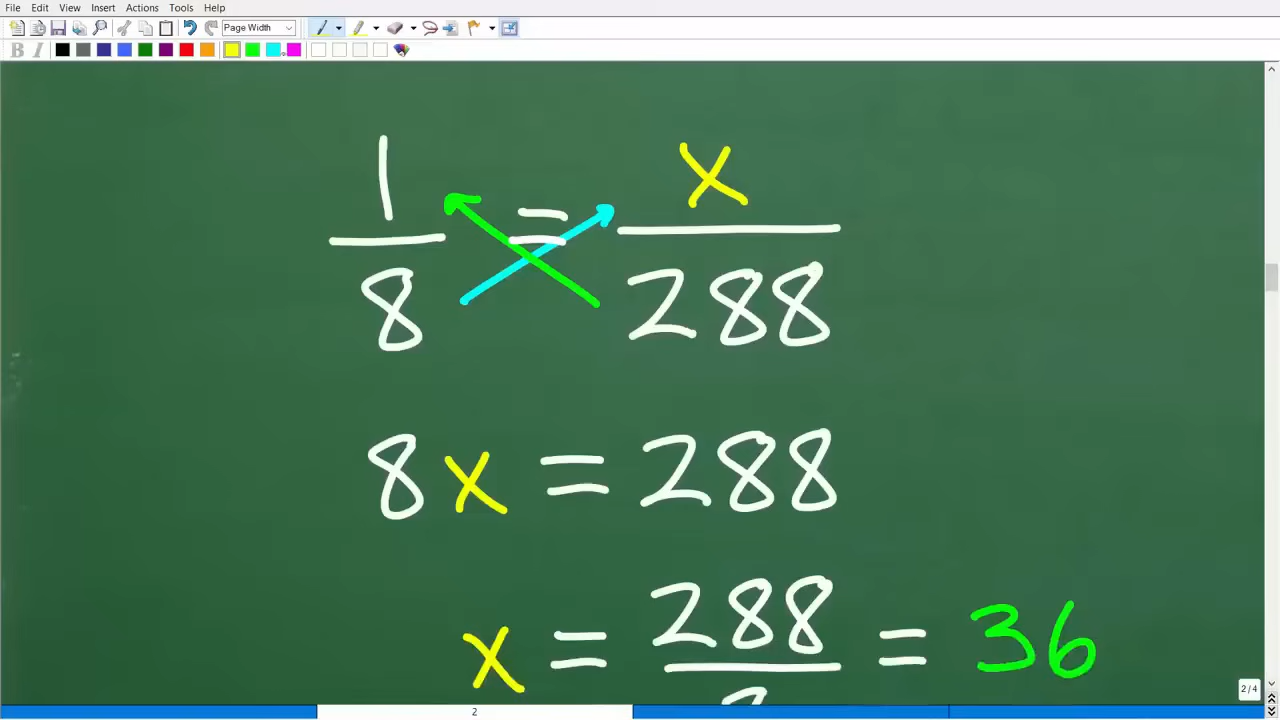 File Edit View Insert Actions Tools Help
Page Width
B I
1/8 = x/288
8x = 288
x = 288/ = 36
2/4
2